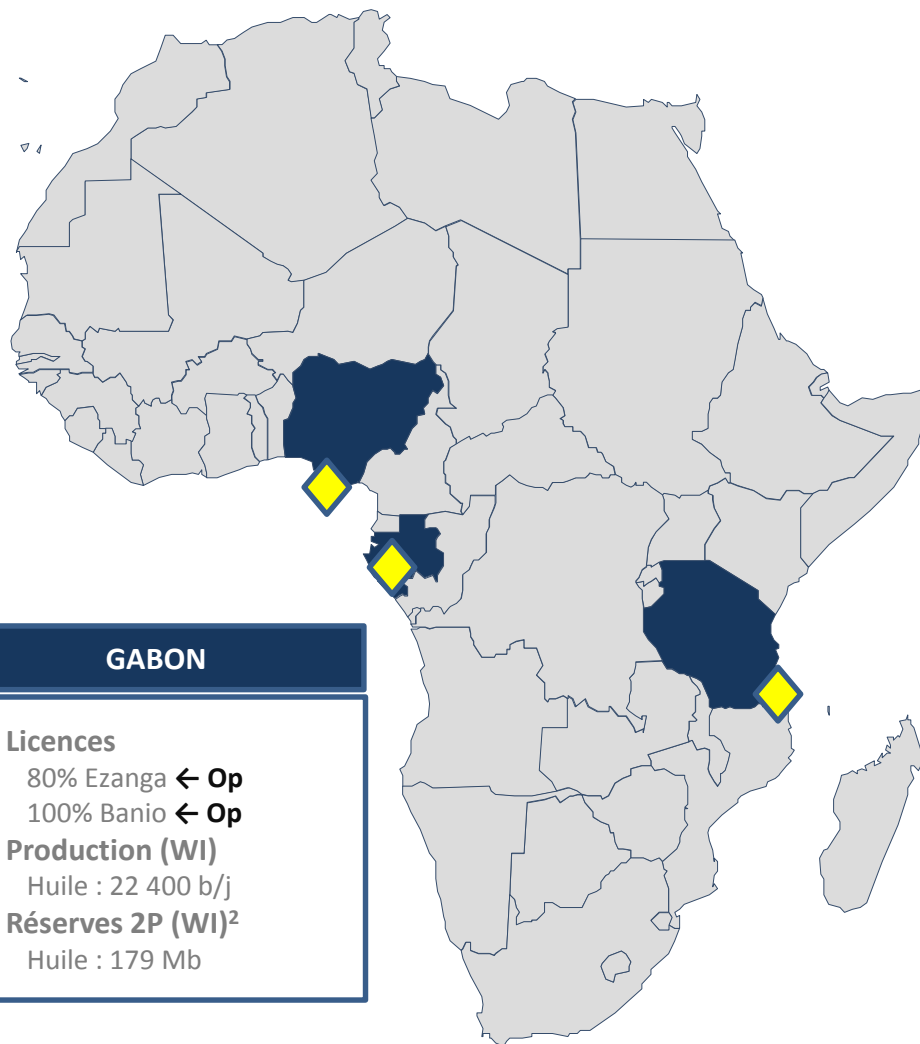 GABON
Licences
80% Ezanga ← Op
100% Banio ← Op
Production (WI)
Huile : 22 400 b/j
Réserves 2P (WI)²
Huile : 179 Mb